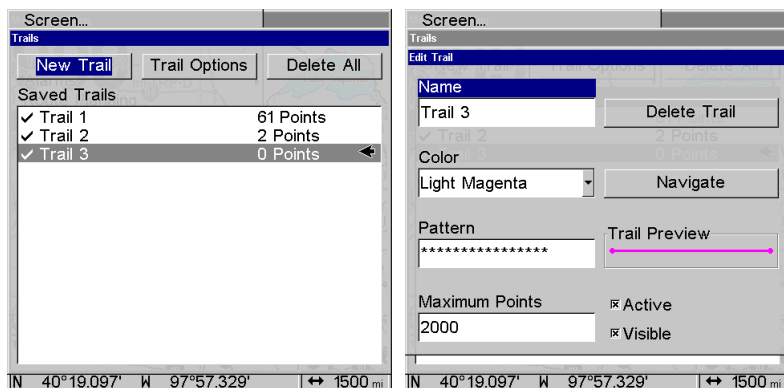 Screen...
Trails
New Trail Trail Options Delete All
Saved Trails
Trail 1 61 Points
Trail 2 2 Points
Trail 3 0 Points
N 40°19.097' W 97°57.329' ↔ 1500 mi
Screen...
Trails
Edit Trail
Name
Trail 3 Delete Trail
Color
Light Magenta Navigate
Pattern Trail Preview
****************
Maximum Points Active
2000 Visible
N 40°19.097' W 97°57.329' ↔ 1500 mi